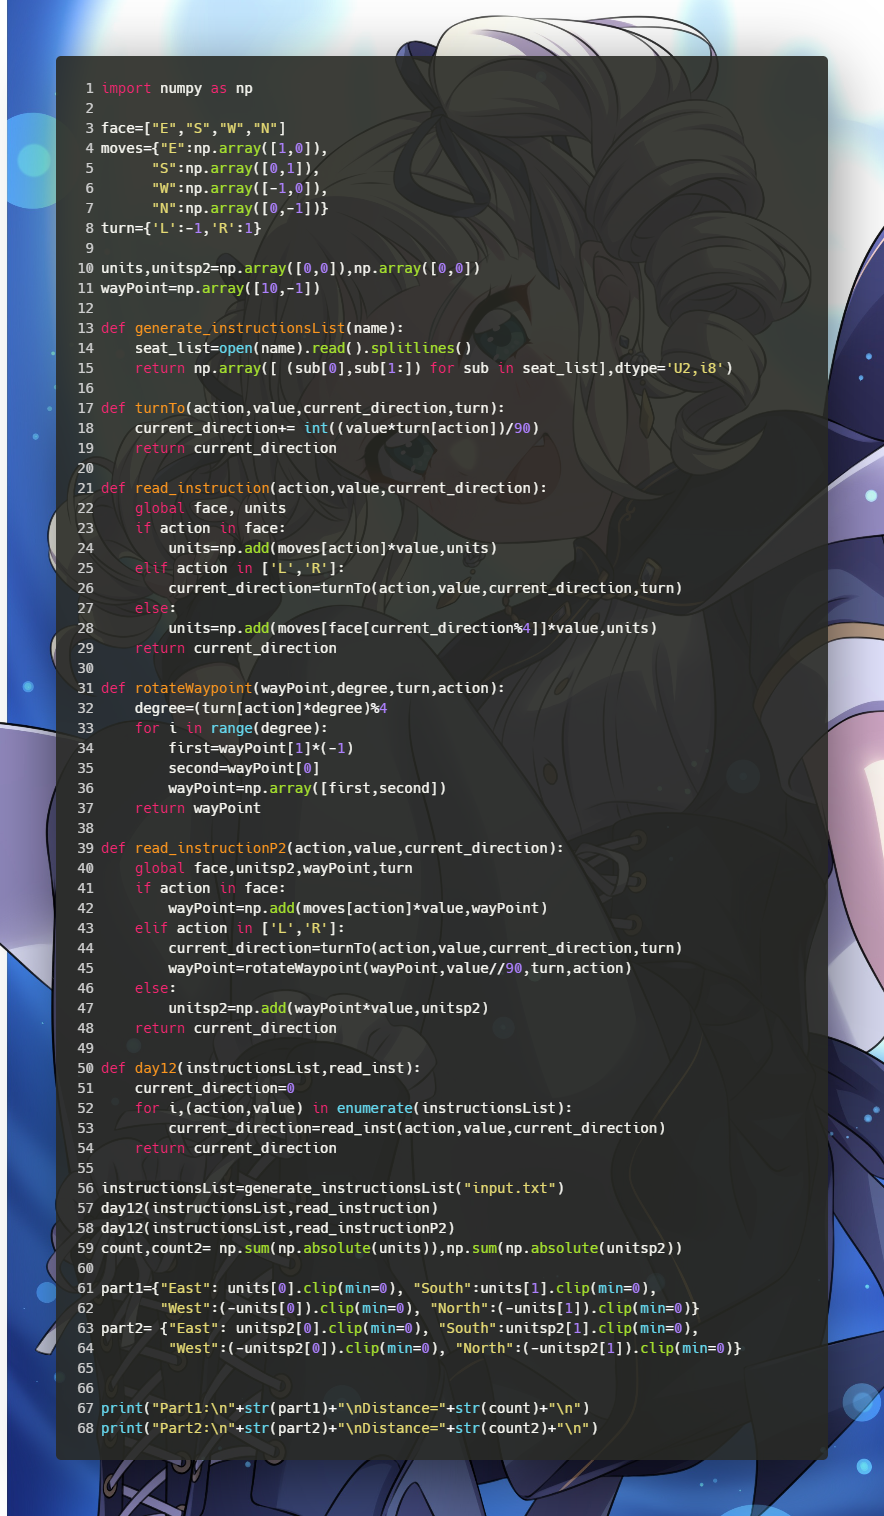 1 import numpy as np
2
3 face=["E","S","W","N"]
4 moves={"E":np.array([1,0]),
5       "S":np.array([0,1]),
6       "W":np.array([-1,0]),
7       "N":np.array([0,-1])}
8 turn={'L':-1,'R':1}
9
10 units,unitsp2=np.array([0,0]),np.array([0,0])
11 wayPoint=np.array([10,-1])
12
13 def generate_instructionsList(name):
14     seat_list=open(name).read().splitlines()
15     return np.array([ (sub[0],sub[1:]) for sub in seat_list],dtype='U2,i8')
16
17 def turnTo(action,value,current_direction,turn):
18     current_direction+= int((value*turn[action])/90)
19     return current_direction
20
21 def read_instruction(action,value,current_direction):
22     global face, units
23     if action in face:
24         units=np.add(moves[action]*value,units)
25     elif action in ['L','R']:
26         current_direction=turnTo(action,value,current_direction,turn)
27     else:
28         units=np.add(moves[face[current_direction%4]]*value,units)
29     return current_direction
30
31 def rotateWaypoint(wayPoint,degree,turn,action):
32     degree=(turn[action]*degree)%4
33     for i in range(degree):
34         first=wayPoint[1]*(-1)
35         second=wayPoint[0]
36         wayPoint=np.array([first,second])
37     return wayPoint
38
39 def read_instructionP2(action,value,current_direction):
40     global face,unitsp2,wayPoint,turn
41     if action in face:
42         wayPoint=np.add(moves[action]*value,wayPoint)
43     elif action in ['L','R']:
44         current_direction=turnTo(action,value,current_direction,turn)
45         wayPoint=rotateWaypoint(wayPoint,value//90,turn,action)
46     else:
47         unitsp2=np.add(wayPoint*value,unitsp2)
48     return current_direction
49
50 def day12(instructionsList,read_inst):
51     current_direction=0
52     for i,(action,value) in enumerate(instructionsList):
53         current_direction=read_inst(action,value,current_direction)
54     return current_direction
55
56 instructionsList=generate_instructionsList("input.txt")
57 day12(instructionsList,read_instruction)
58 day12(instructionsList,read_instructionP2)
59 count,count2= np.sum(np.absolute(units)),np.sum(np.absolute(unitsp2))
60
61 part1={"East": units[0].clip(min=0), "South":units[1].clip(min=0),
62        "West":(-units[0]).clip(min=0), "North":(-units[1]).clip(min=0)}
63 part2= {"East": unitsp2[0].clip(min=0), "South":unitsp2[1].clip(min=0),
64         "West":(-unitsp2[0]).clip(min=0), "North":(-unitsp2[1]).clip(min=0)}
65
66
67 print("Part1:\n"+str(part1)+"\nDistance="+str(count)+"\n")
68 print("Part2:\n"+str(part2)+"\nDistance="+str(count2)+"\n")